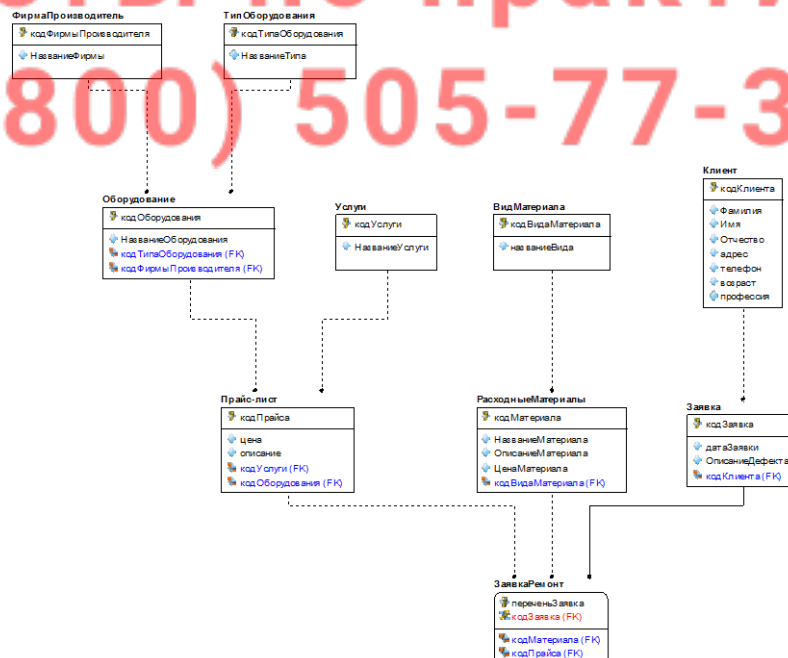 по практи
800) 505-77-3
ФирмаПроизводитель
кодФирмыПроизводителя
НазваниеФирмы
ТипОборудования
кодТипаОборудования
НазваниеТипа
Оборудование
кодОборудования
НазваниеОборудования
кодТипаОборудования (FK)
кодФирмыПроизводителя (FK)
Услуги
кодУслуги
НазваниеУслуги
ВидМатериала
кодВидаМатериала
названиеВида
Клиент
кодКлиента
Фамилия
Имя
Отчество
адрес
телефон
возраст
профессия
Прайс-лист
кодПрайса
цена
описание
кодУслуги (FK)
кодОборудования (FK)
РасходныеМатериалы
кодМатериала
НазваниеМатериала
ОписаниеМатериала
ЦенаМатериала
кодВидаМатериала (FK)
Заявка
кодЗаявка
датаЗаявки
ОписаниеДефекта
кодКлиента (FK)
ЗаявкаРемонт
переченьЗаявка
кодЗаявка (FK)
кодМатериала (FK)
кодПрайса (FK)